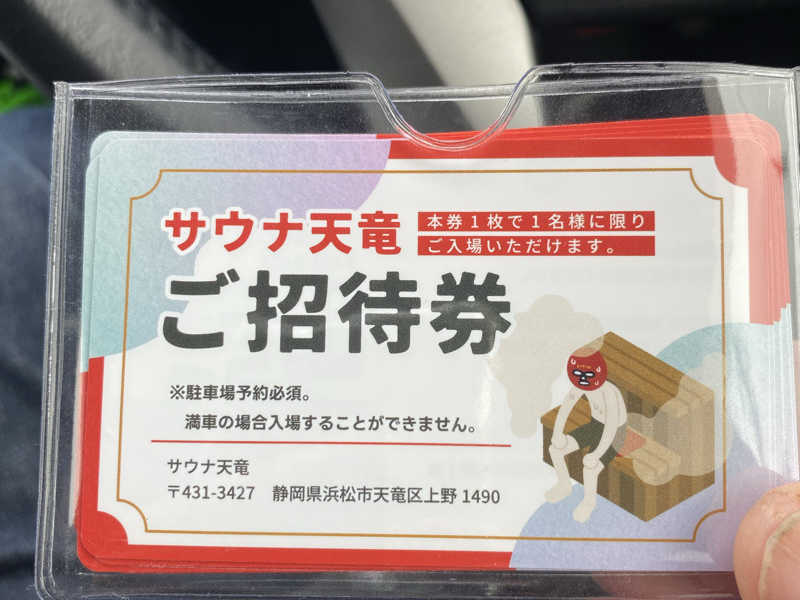 サウナ天竜
本券1枚で1名様に限り
ご入場いただけます。
ご招待券
※駐車場予約必須。
満車の場合入場することができません。
サウナ天竜
〒431-3427 静岡県浜松市天竜区上野 1490